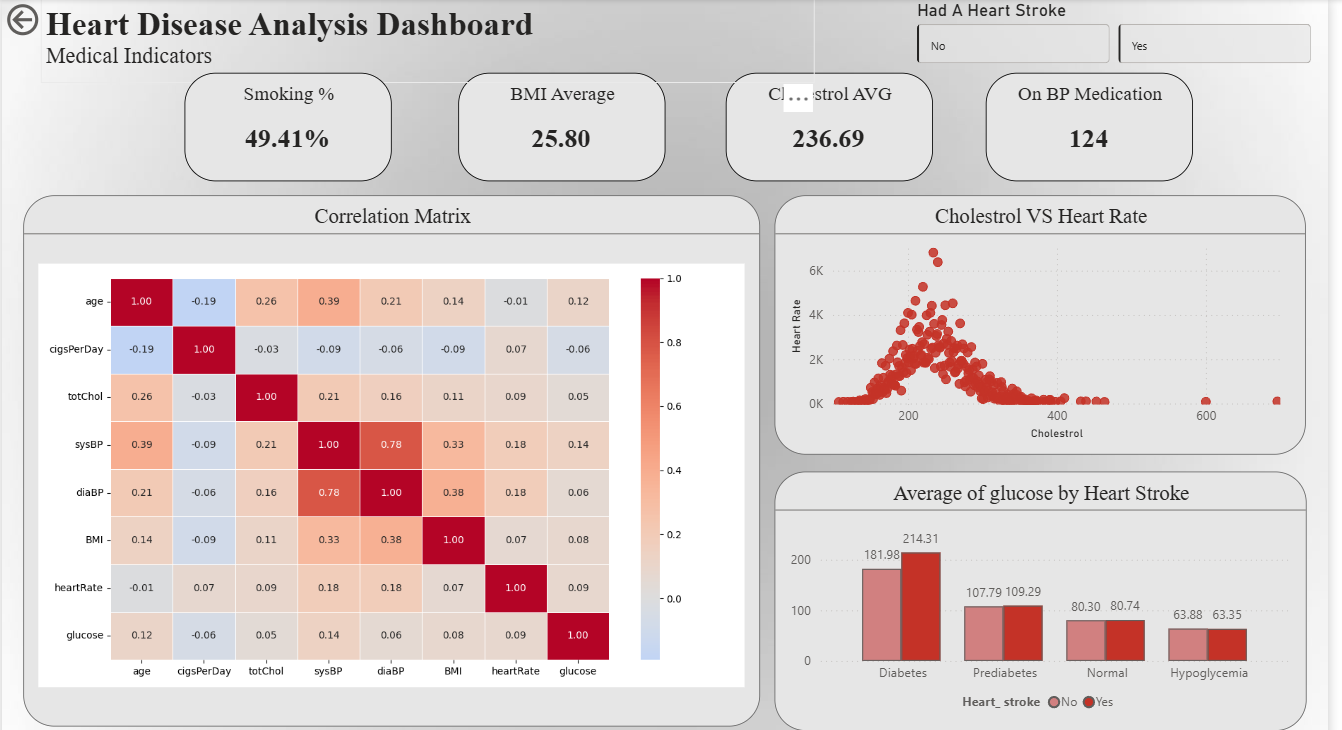 Heart Disease Analysis Dashboard
Medical Indicators
Had A Heart Stroke
No
Yes
Smoking %
49.41%
BMI Average
25.80
...
estrol AVG
236.69
On BP Medication
124
Correlation Matrix
age 1.00 -0.19 0.26 0.39 0.21 0.14 -0.01 0.12
cigsPerDay -0.19 1.00 -0.03 -0.09 -0.06 -0.09 0.07 -0.06
totChol 0.26 -0.03 1.00 0.21 0.16 0.11 0.09 0.05
sysBP 0.39 -0.09 0.21 1.00 0.78 0.33 0.18 0.14
diaBP 0.21 -0.06 0.16 0.78 1.00 0.38 0.18 0.06
BMI 0.14 -0.09 0.11 0.33 0.38 1.00 0.07 0.08
heartRate -0.01 0.07 0.09 0.18 0.18 0.07 1.00 0.09
glucose 0.12 -0.06 0.05 0.14 0.06 0.08 0.09 1.00
age cigsPerDay totChol sysBP diaBP BMI heartRate glucose
1.0
0.8
0.6
0.4
0.2
0.0
Cholestrol VS Heart Rate
Heart Rate
6K
4K
2K
0K
200 400 600
Cholestrol
Average of glucose by Heart Stroke
200
100
0
181.98 214.31
107.79 109.29
80.30 80.74
63.88 63.35
Diabetes Prediabetes Normal Hypoglycemia
Heart_ stroke No Yes